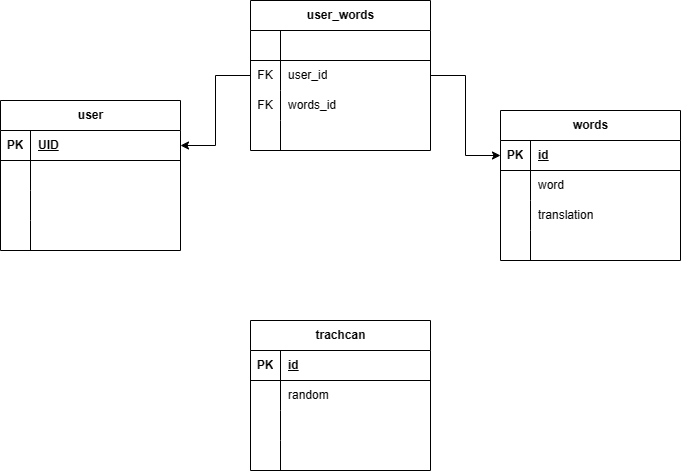 user_words
FK user_id
FK words_id
user
PK UID
words
PK id
word
translation
trachcan
PK id
random